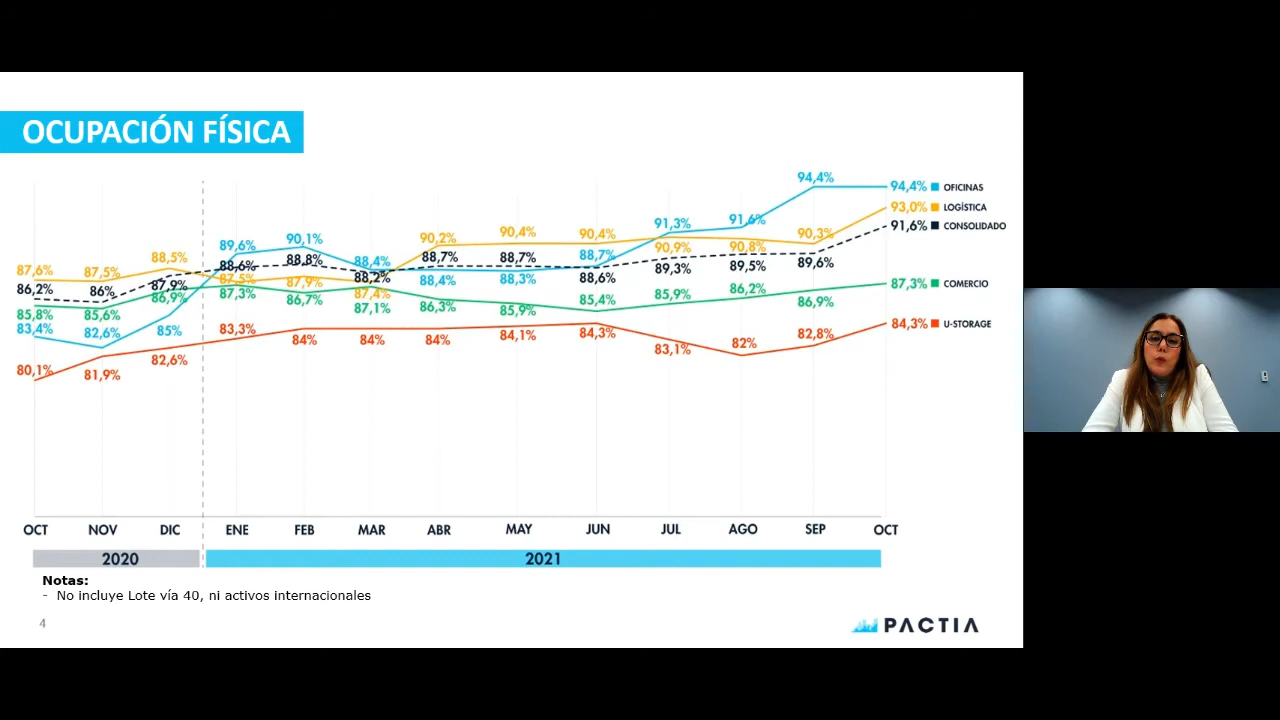 OCUPACIÓN FÍSICA
94,4%
94,4% OFICINAS
93,0% LOGÍSTICA
91,6% CONSOLIDADO
87,3% COMERCIO
84,3% U-STORAGE
87,6% 87,5% 88,5% 87,5% 87,9% 87,4% 90,2% 90,4% 90,4% 90,9% 90,8% 90,3%
86,2% 86% 87,9% 88,6% 88,8% 88,2% 88,7% 88,7% 88,6% 89,3% 89,5% 89,6%
85,8% 85,6% 86,9% 87,3% 86,7% 87,1% 86,3% 85,9% 85,4% 85,9% 86,2% 86,9%
83,4% 82,6% 85% 89,6% 90,1% 88,4% 88,4% 88,3% 88,7% 91,3% 91,6%
80,1% 81,9% 82,6% 83,3% 84% 84% 84% 84,1% 84,3% 83,1% 82% 82,8%
OCT NOV DIC ENE FEB MAR ABR MAY JUN JUL AGO SEP OCT
2020 2021
Notas:
- No incluye Lote vía 40, ni activos internacionales
4
PACTIA